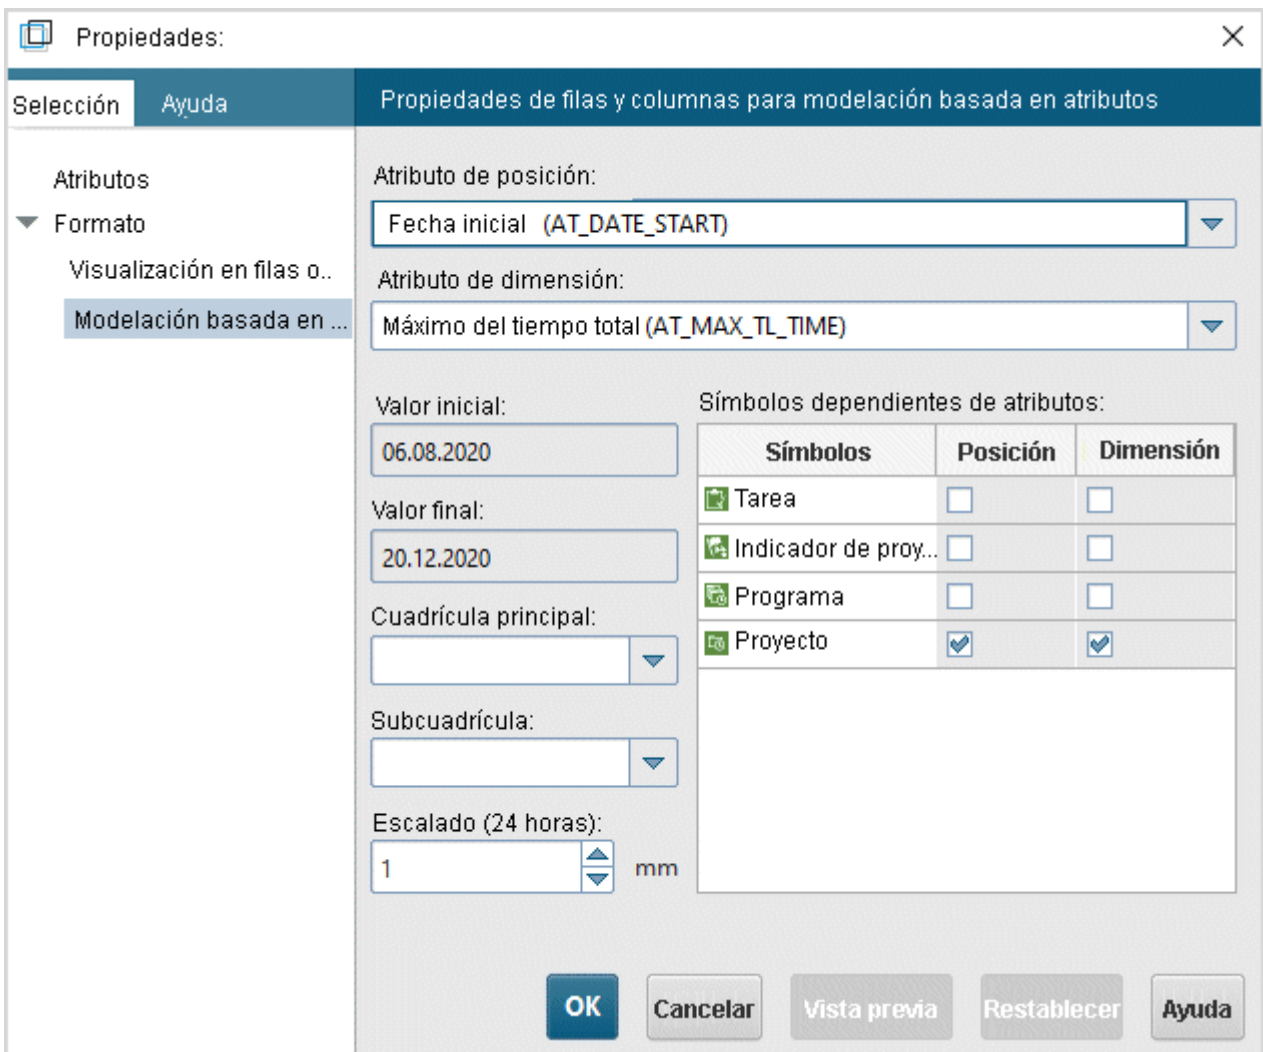 Propiedades:
Selección
Ayuda
Propiedades de filas y columnas para modelación basada en atributos
Atributos
Formato
Visualización en filas o..
Modelación basada en ...
Atributo de posición:
Fecha inicial (AT_DATE_START)
Atributo de dimensión:
Máximo del tiempo total (AT_MAX_TL_TIME)
Valor inicial:
06.08.2020
Valor final:
20.12.2020
Cuadrícula principal:
Subcuadrícula:
Escalado (24 horas):
1 mm
Símbolos dependientes de atributos:
Símbolos Posición Dimensión
Tarea
Indicador de proy...
Programa
Proyecto
OK
Cancelar
Vista previa
Restablecer
Ayuda